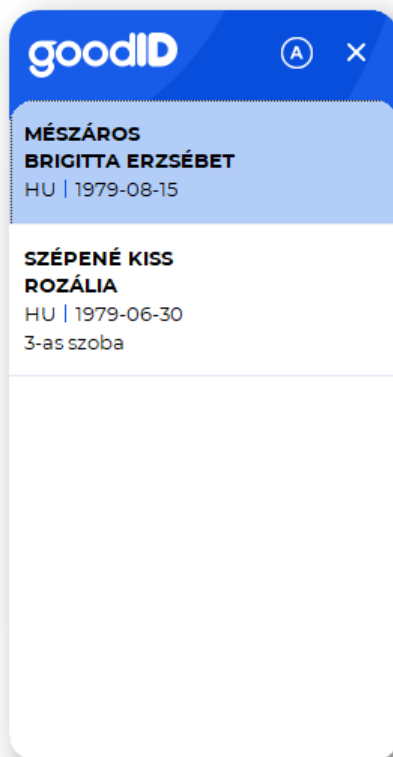 goodID
A
MÉSZÁROS
BRIGITTA ERZSÉBET
HU | 1979-08-15
SZÉPENÉ KISS
ROZÁLIA
HU | 1979-06-30
3-as szoba